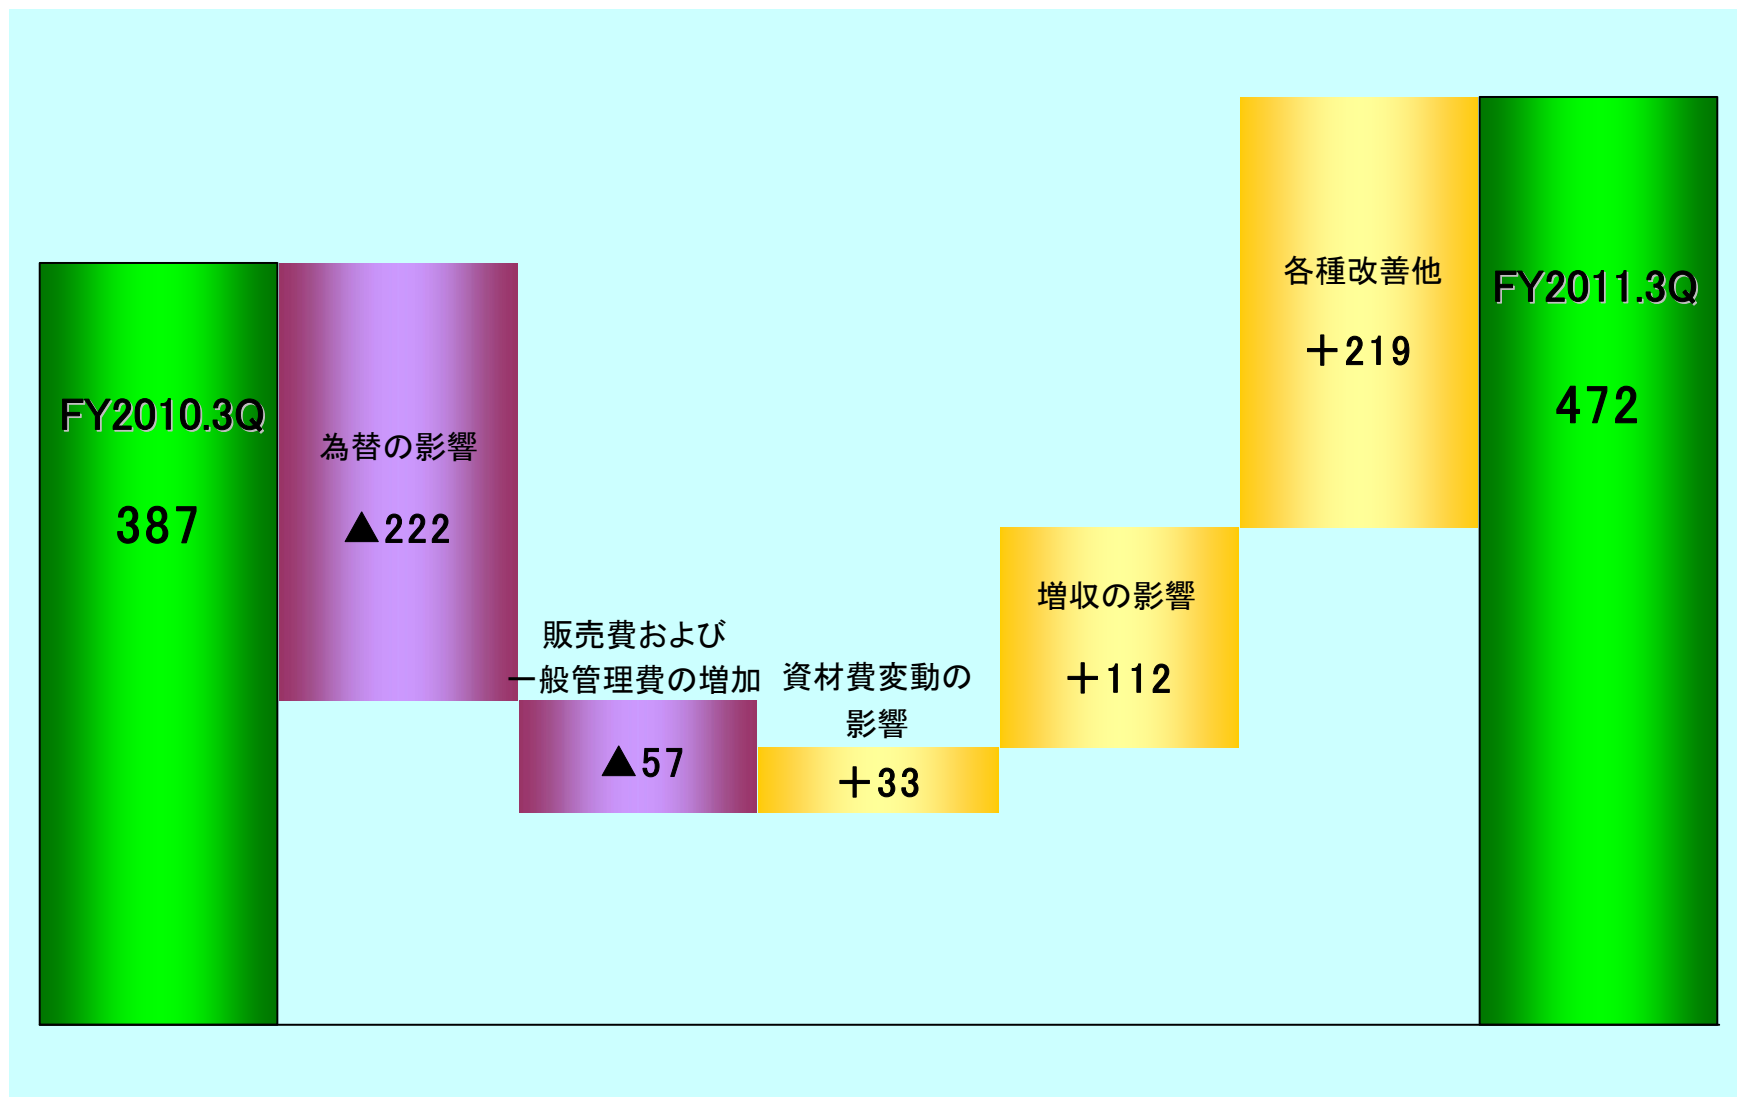 FY2010.3Q
387
為替の影響
▲222
販売費および
一般管理費の増加
▲57
資材費変動の
影響
＋33
増収の影響
＋112
各種改善他
＋219
FY2011.3Q
472